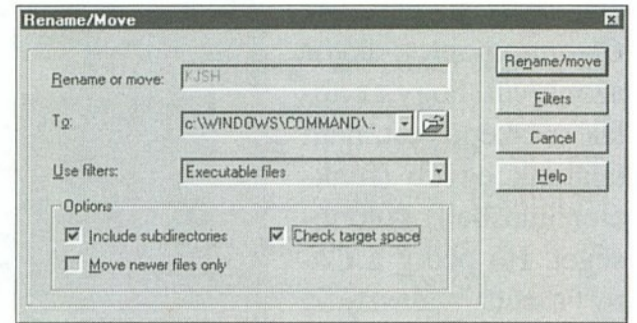 Rename/Move
Rename or move: KJSH
To: c:\WINDOWS\COMMAND\..
Use filters: Executable files
Options
Include subdirectories
Check target space
Move newer files only
Rename/move
Filters
Cancel
Help